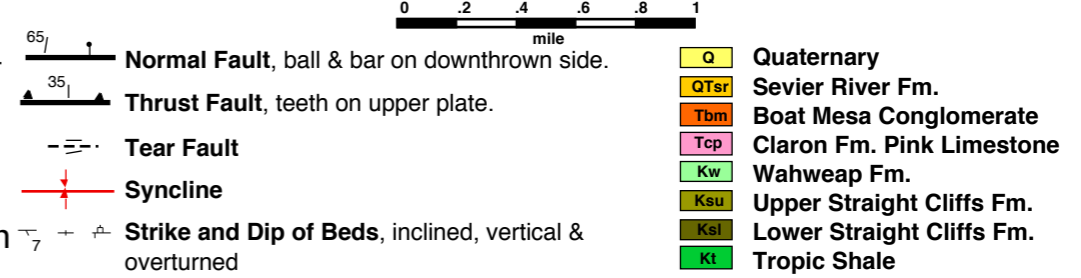 0 .2 .4 .6 .8 1
mile
65 Normal Fault, ball & bar on downthrown side.
35 Thrust Fault, teeth on upper plate.
Tear Fault
Syncline
n 7 Strike and Dip of Beds, inclined, vertical &
overturned
Q Quaternary
QTsr Sevier River Fm.
Tbm Boat Mesa Conglomerate
Tcp Claron Fm. Pink Limestone
Kw Wahweap Fm.
Ksu Upper Straight Cliffs Fm.
Ksl Lower Straight Cliffs Fm.
Kt Tropic Shale